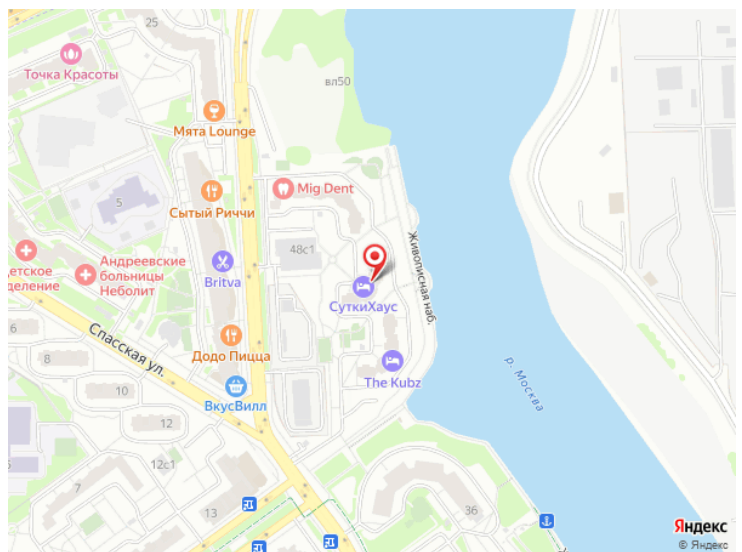 25
Точка Красоты
вл50
Мята Lounge
Mig Dent
5
Сытый Риччи
48с1
Живописная наб.
Андреевские
больницы
Неболит
Детское
деление
Britva
СуткиХаус
6
Спасская ул.
8
Додо Пицца
The Kubz
р. Москва
10
ВкусВилл
12
12с1
7
36
13
Яндекс
© Яндекс